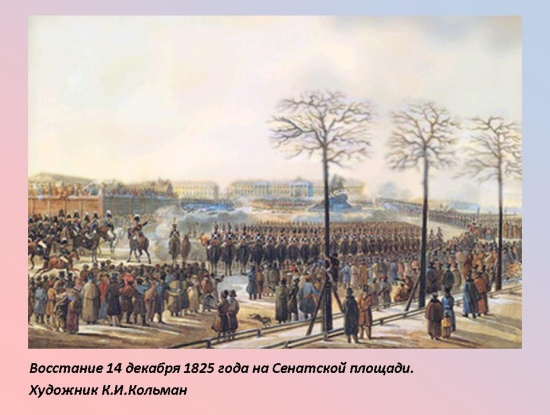 Восстание 14 декабря 1825 года на Сенатской площади.
Художник К.И.Кольман